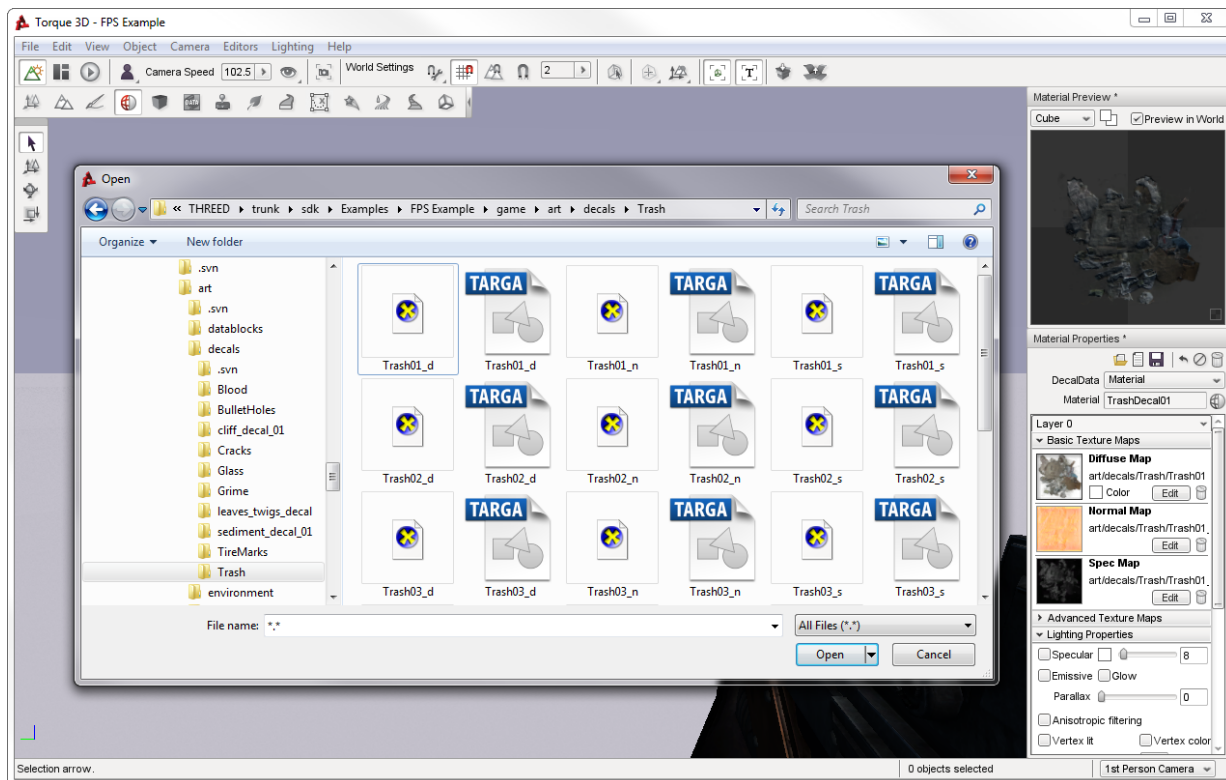 Torque 3D - FPS Example
File Edit View Object Camera Editors Lighting Help
Camera Speed 102.5 World Settings 2 T
Material Preview *
Cube Preview in World
Open
« THREED trunk sdk Examples FPS Example game art decals Trash Search Trash
Organize New folder
.svn
art
.svn
datablocks
decals
.svn
Blood
BulletHoles
cliff_decal_01
Cracks
Glass
Grime
leaves_twigs_decal
sediment_decal_01
TireMarks
Trash
environment
TARGA TARGA TARGA
Trash01_d Trash01_d Trash01_n Trash01_n Trash01_s Trash01_s
TARGA TARGA TARGA
Trash02_d Trash02_d Trash02_n Trash02_n Trash02_s Trash02_s
TARGA TARGA TARGA
Trash03_d Trash03_d Trash03_n Trash03_n Trash03_s Trash03_s
File name: *.* All Files (*.*)
Open Cancel
Material Properties *
DecalData Material
Material TrashDecal01
Layer 0
Basic Texture Maps
Diffuse Map
art/decals/Trash/Trash01
Color Edit
Normal Map
art/decals/Trash/Trash01_
Edit
Spec Map
art/decals/Trash/Trash01_
Edit
Advanced Texture Maps
Lighting Properties
Specular 8
Emissive Glow
Parallax 0
Anisotropic filtering
Vertex lit Vertex color
Selection arrow. 0 objects selected 1st Person Camera